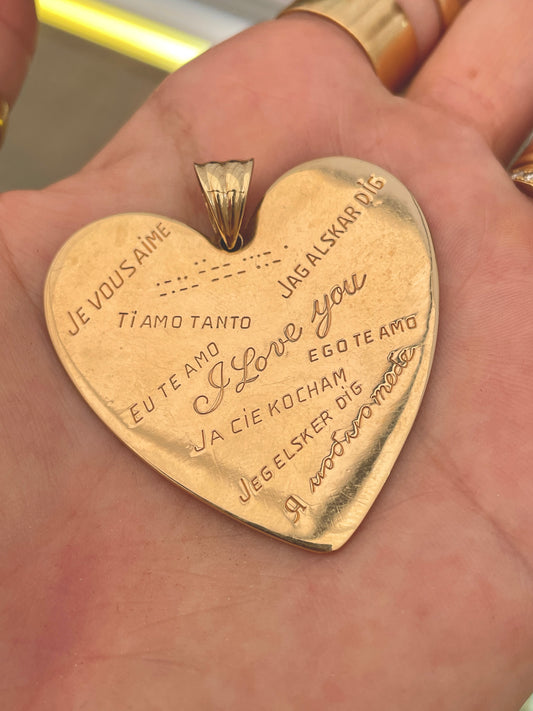 JE VOUS AIME
JAG ALSKAR DIG
TI AMO TANTO
I Love you
EGO TE AMO
EU TE AMO
JA CIE KOCHAM
JEG ELSKER DIG
Я люблю тебя